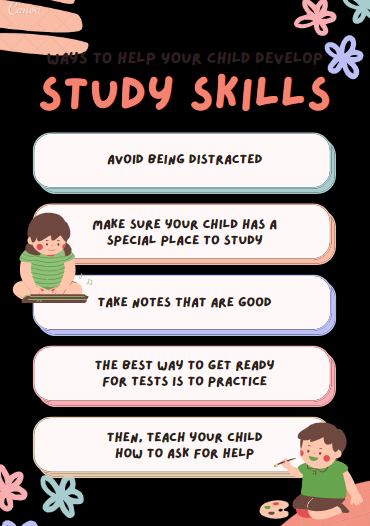 Canva
WAYS TO HELP YOUR CHILD DEVELOP
STUDY SKILLS
AVOID BEING DISTRACTED
MAKE SURE YOUR CHILD HAS A
SPECIAL PLACE TO STUDY
TAKE NOTES THAT ARE GOOD
THE BEST WAY TO GET READY
FOR TESTS IS TO PRACTICE
THEN, TEACH YOUR CHILD
HOW TO ASK FOR HELP